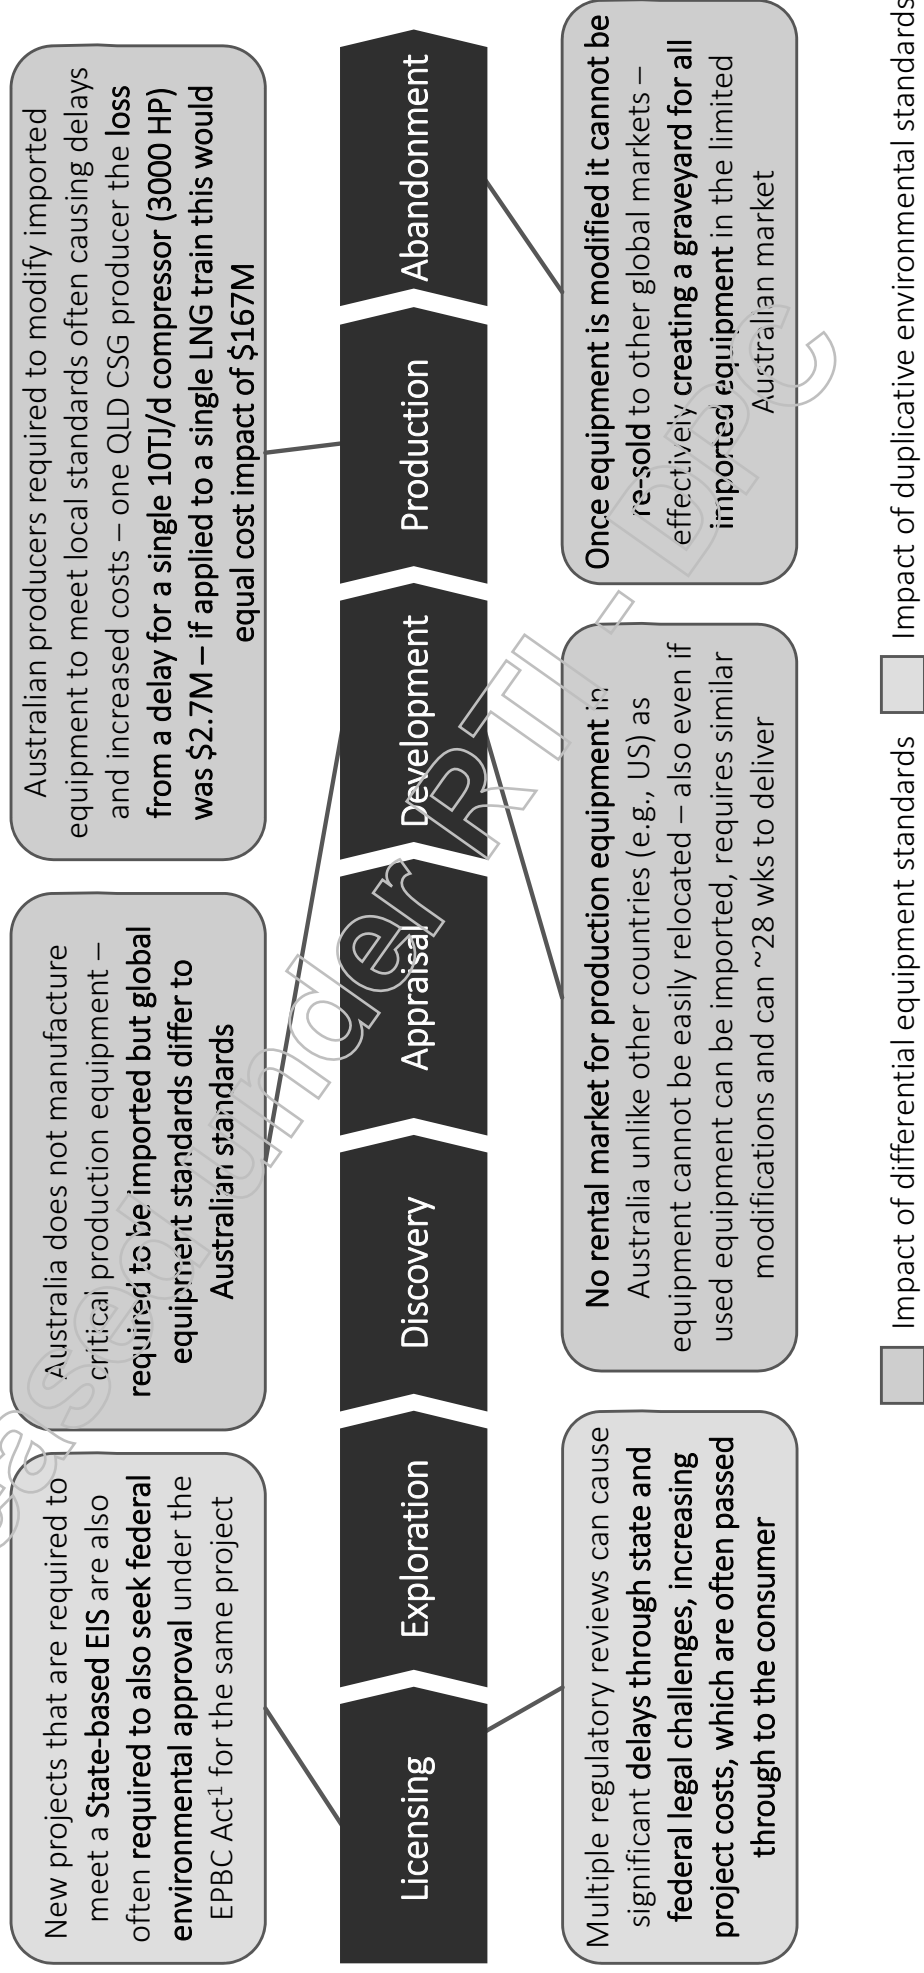 New projects that are required to
meet a State-based EIS are also
often required to also seek federal
environmental approval under the
EPBC Act¹ for the same project
Australia does not manufacture
critical production equipment –
required to be imported but global
equipment standards differ to
Australian standards
Australian producers required to modify imported
equipment to meet local standards often causing delays
and increased costs – one QLD CSG producer the loss
from a delay for a single 10TJ/d compressor (3000 HP)
was $2.7M – if applied to a single LNG train this would
equal cost impact of $167M
Licensing
Exploration
Discovery
Appraisal
Development
Production
Abandonment
Multiple regulatory reviews can cause
significant delays through state and
federal legal challenges, increasing
project costs, which are often passed
through to the consumer
No rental market for production equipment in
Australia unlike other countries (e.g., US) as
equipment cannot be easily relocated – also even if
used equipment can be imported, requires similar
modifications and can ~28 wks to deliver
Once equipment is modified it cannot be
re-sold to other global markets –
effectively creating a graveyard for all
imported equipment in the limited
Australian market
Impact of differential equipment standards
Impact of duplicative environmental standards
under RTI - DPC